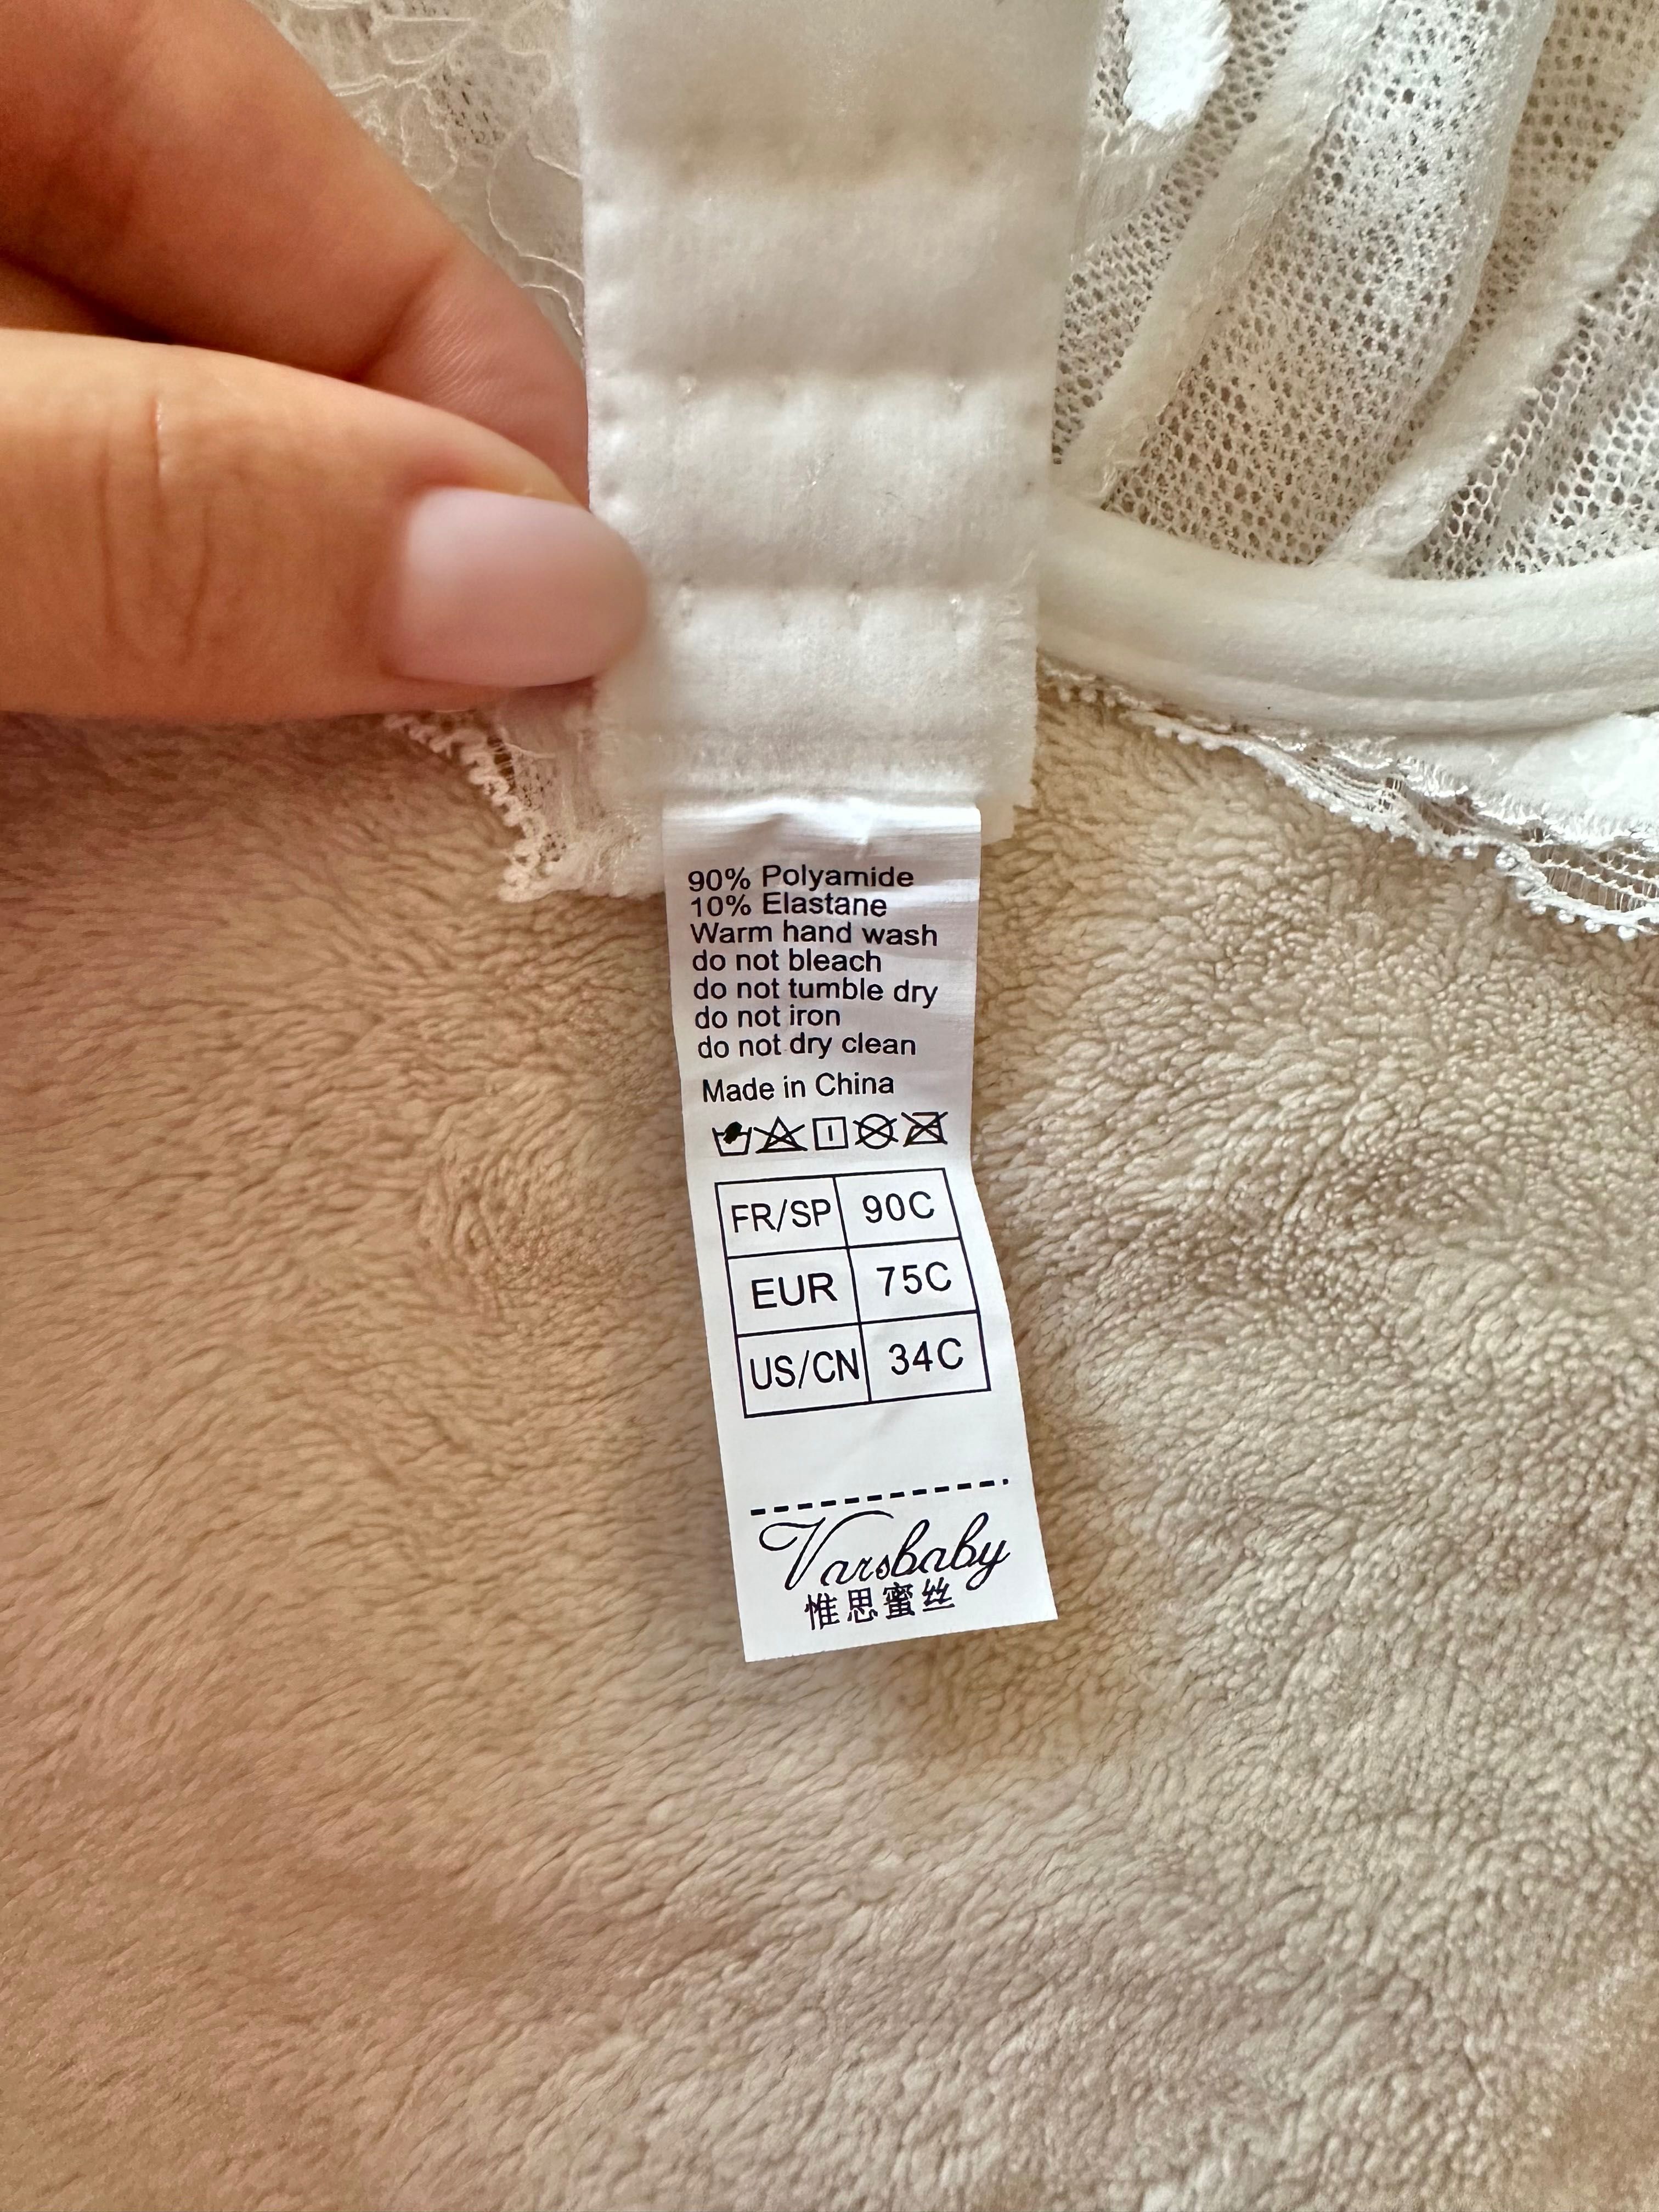 90% Polyamide
10% Elastane
Warm hand wash
do not bleach
do not tumble dry
do not iron
do not dry clean
Made in China
FR/SP 90C
EUR 75C
US/CN 34C
Varsbaby
惟思蜜丝